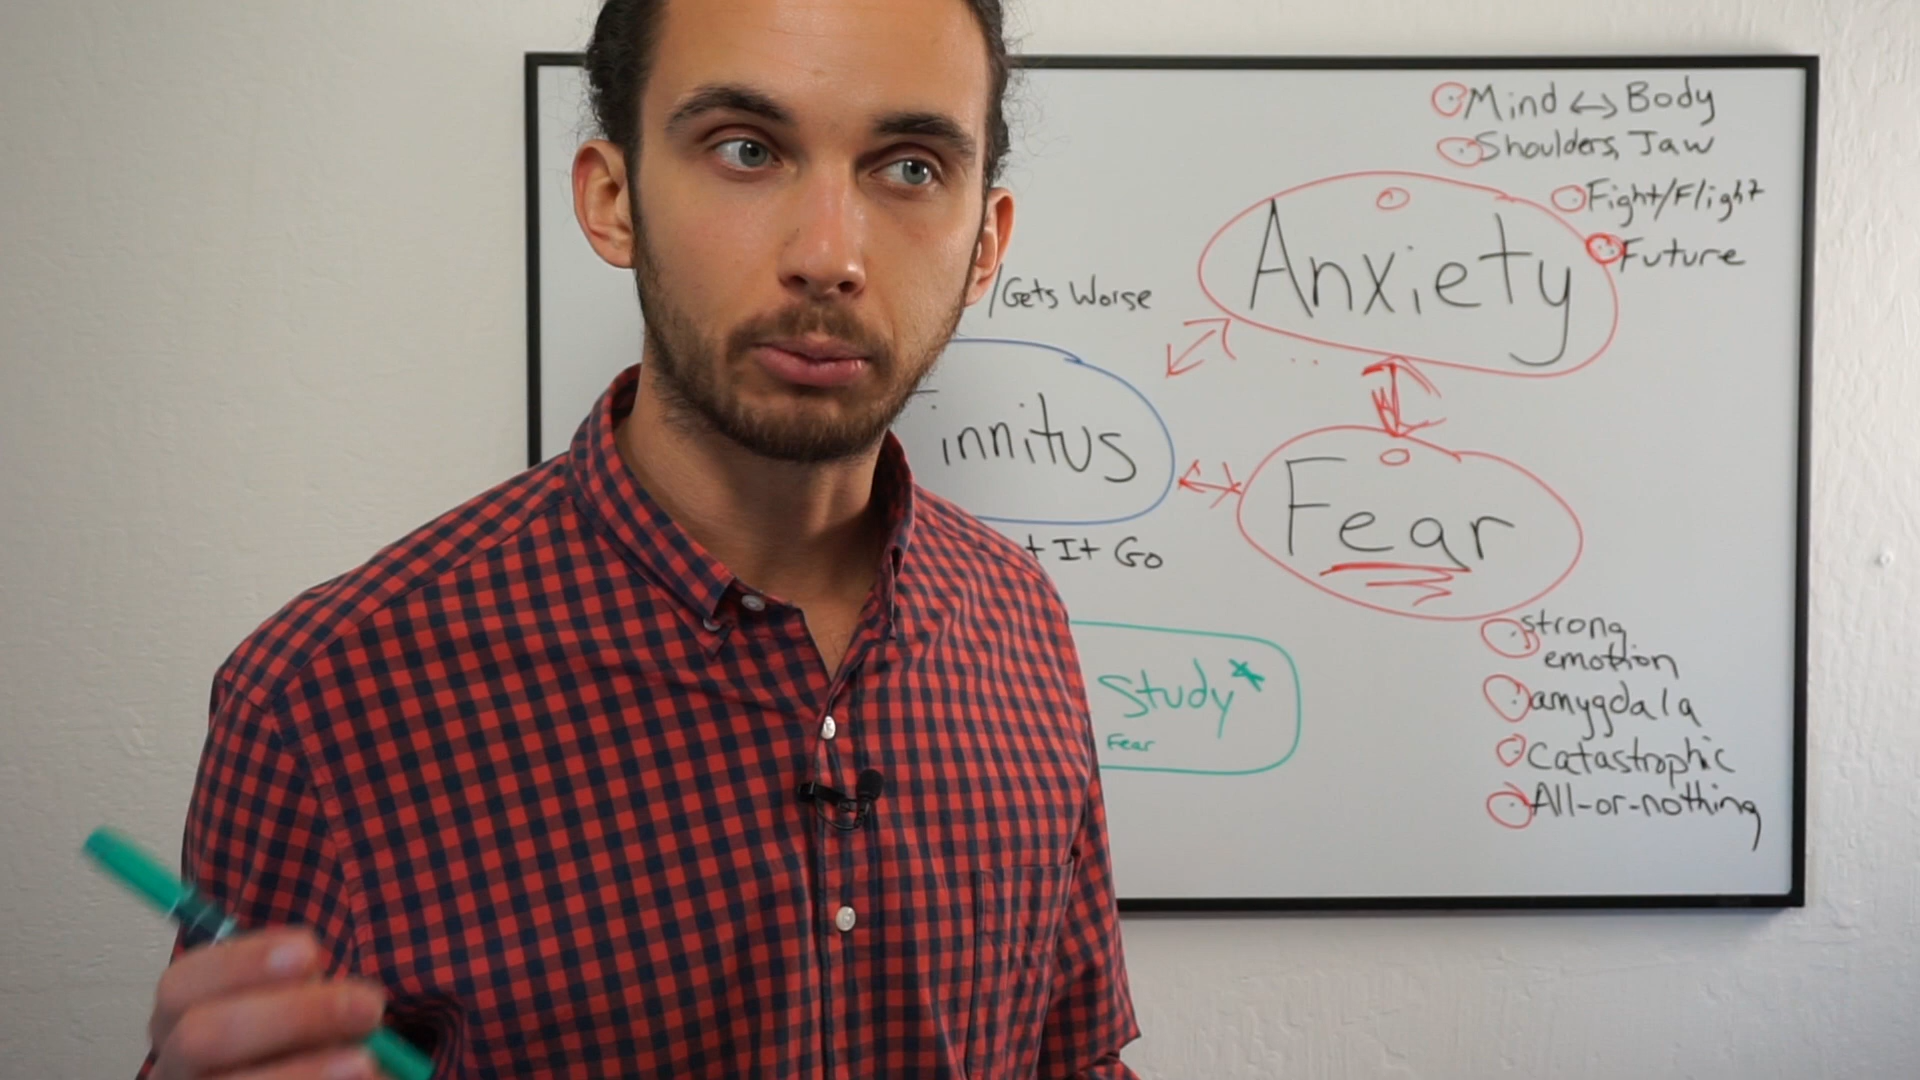 Mind <-> Body
Shoulders, Jaw
Fight/Flight
Future
Anxiety
/Gets Worse
innitus
Fear
It Go
strong
emotion
amygdala
Catastrophic
All-or-nothing
Study*
Fear